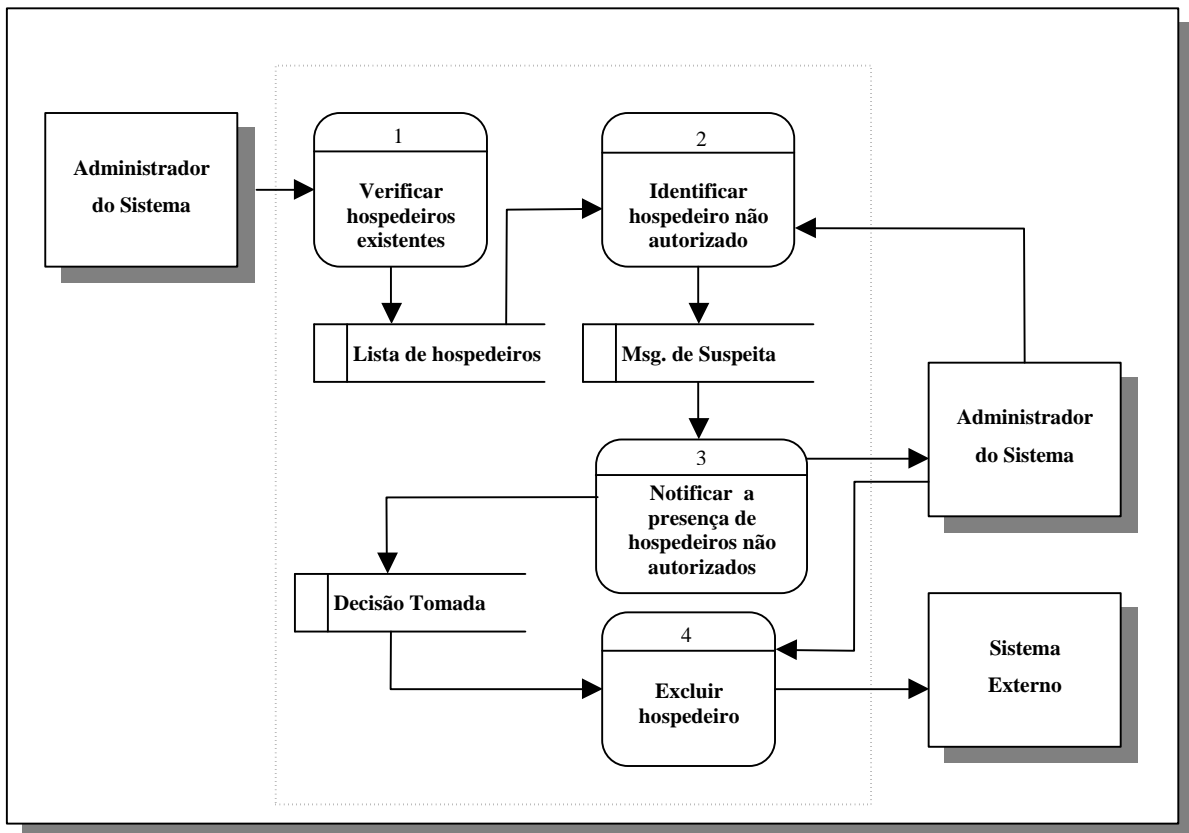 Administrador
do Sistema
1
Verificar
hospedeiros
existentes
2
Identificar
hospedeiro não
autorizado
Lista de hospedeiros
Msg. de Suspeita
Administrador
do Sistema
3
Notificar a
presença de
hospedeiros não
autorizados
Decisão Tomada
4
Excluir
hospedeiro
Sistema
Externo